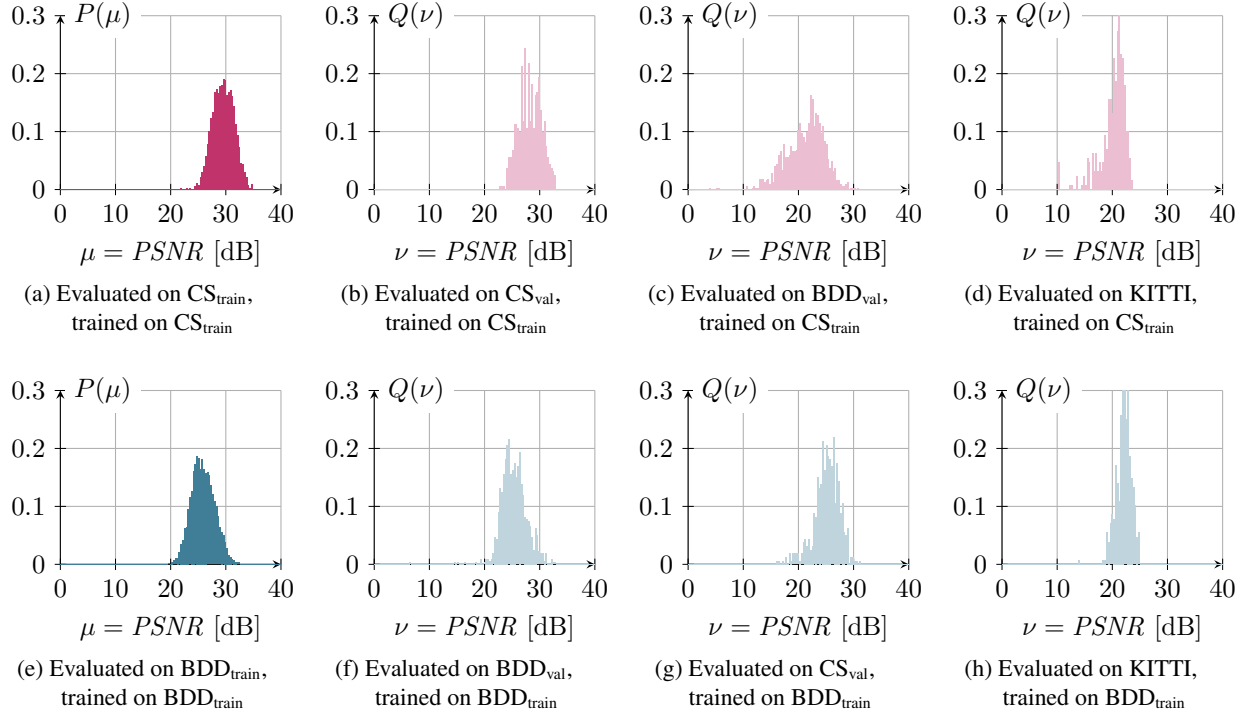 P(μ)
0.3
0.2
0.1
0
0 10 20 30 40
μ = PSNR [dB]
(a) Evaluated on CS_train,
trained on CS_train
Q(ν)
0.3
0.2
0.1
0
0 10 20 30 40
ν = PSNR [dB]
(b) Evaluated on CS_val,
trained on CS_train
Q(ν)
0.3
0.2
0.1
0
0 10 20 30 40
ν = PSNR [dB]
(c) Evaluated on BDD_val,
trained on CS_train
Q(ν)
0.3
0.2
0.1
0
0 10 20 30 40
ν = PSNR [dB]
(d) Evaluated on KITTI,
trained on CS_train
P(μ)
0.3
0.2
0.1
0
0 10 20 30 40
μ = PSNR [dB]
(e) Evaluated on BDD_train,
trained on BDD_train
Q(ν)
0.3
0.2
0.1
0
0 10 20 30 40
ν = PSNR [dB]
(f) Evaluated on BDD_val,
trained on BDD_train
Q(ν)
0.3
0.2
0.1
0
0 10 20 30 40
ν = PSNR [dB]
(g) Evaluated on CS_val,
trained on BDD_train
Q(ν)
0.3
0.2
0.1
0
0 10 20 30 40
ν = PSNR [dB]
(h) Evaluated on KITTI,
trained on BDD_train